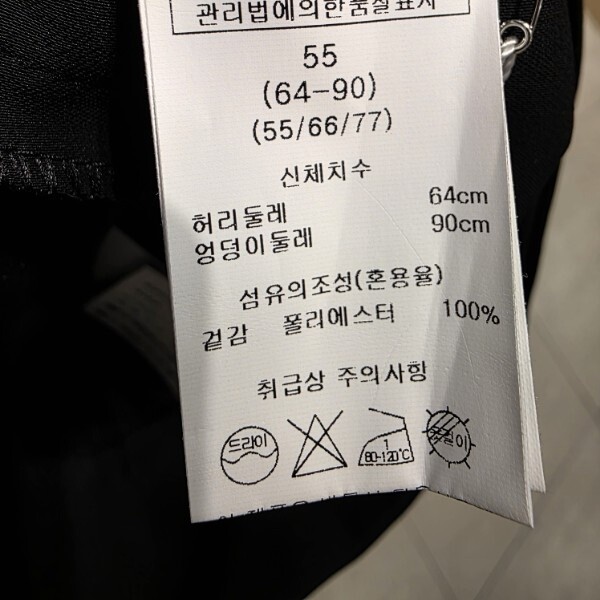 관리법에의한품질표시
55
(64-90)
(55/66/77)
신체치수
허리둘레 64cm
엉덩이둘레 90cm
섬유의조성(혼용율)
겉감 폴리에스터 100%
취급상 주의사항
드라이
1
80-120℃